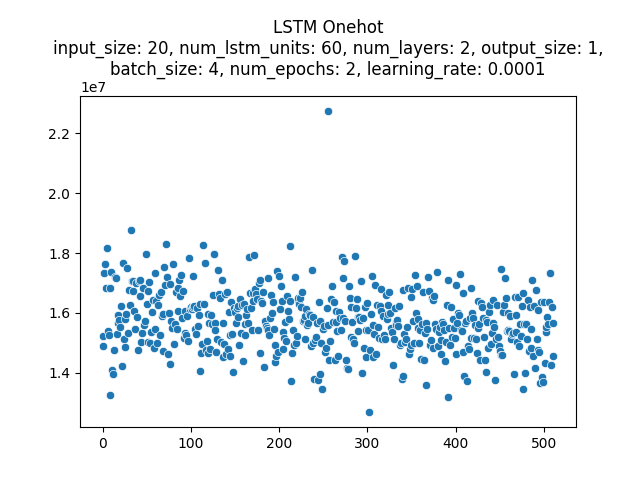 LSTM Onehot
input_size: 20, num_lstm_units: 60, num_layers: 2, output_size: 1,
batch_size: 4, num_epochs: 2, learning_rate: 0.0001
1e7
2.2
2.0
1.8
1.6
1.4
0 100 200 300 400 500